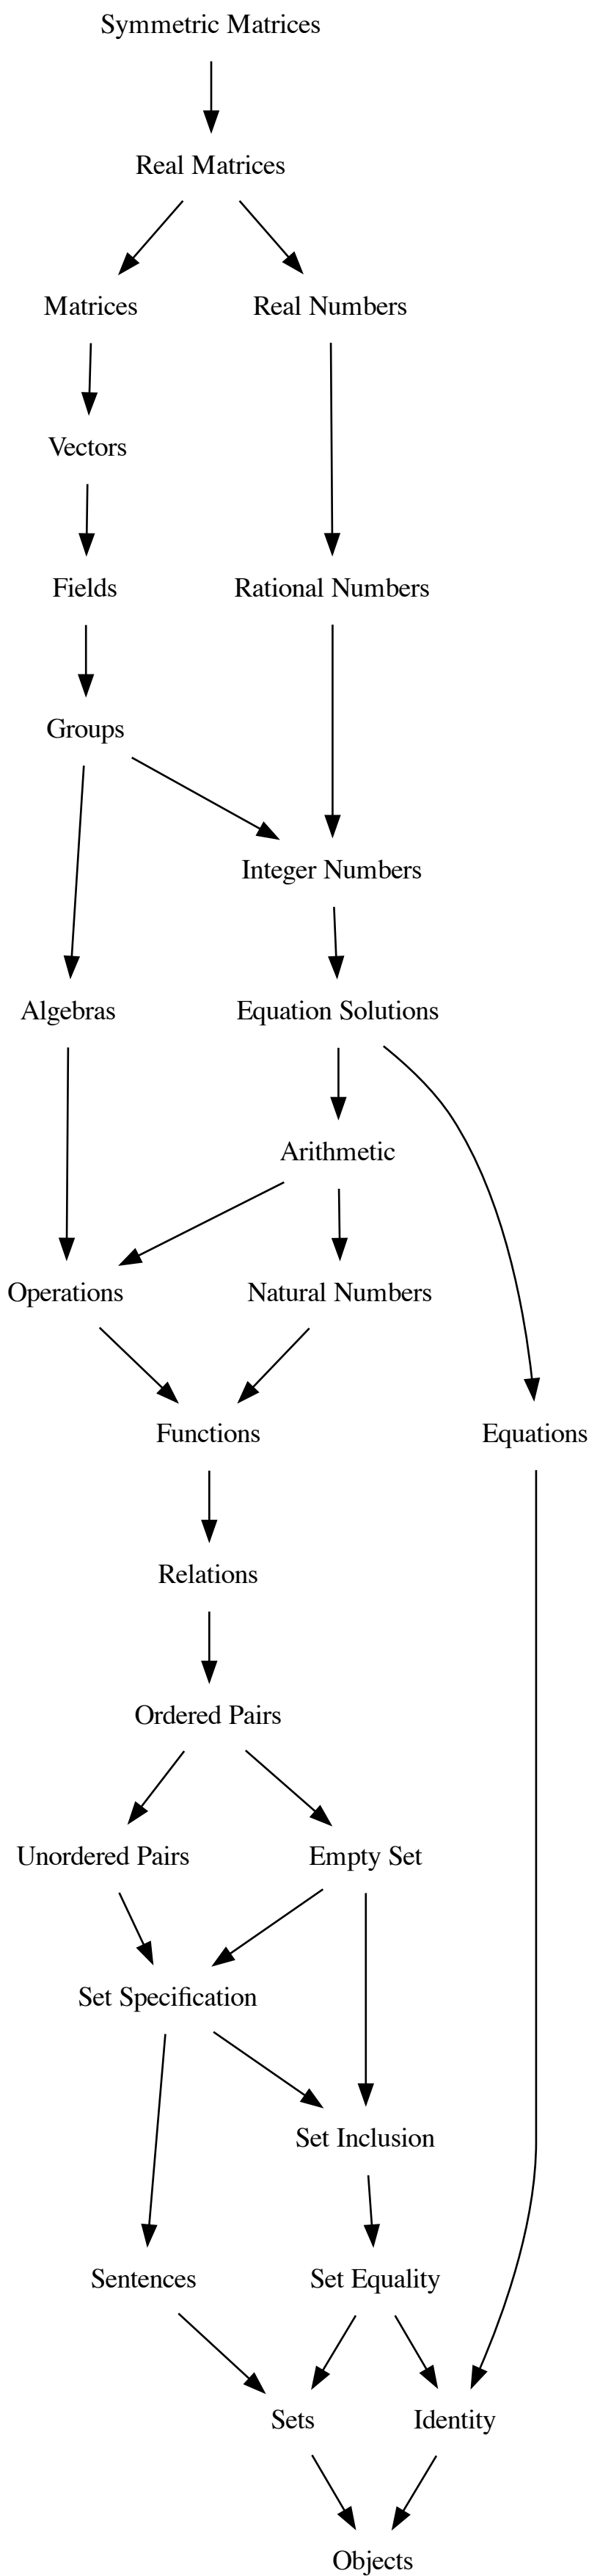 Symmetric Matrices
Real Matrices
Matrices
Real Numbers
Vectors
Fields
Rational Numbers
Groups
Integer Numbers
Algebras
Equation Solutions
Arithmetic
Operations
Natural Numbers
Functions
Equations
Relations
Ordered Pairs
Unordered Pairs
Empty Set
Set Specification
Set Inclusion
Sentences
Set Equality
Sets
Identity
Objects